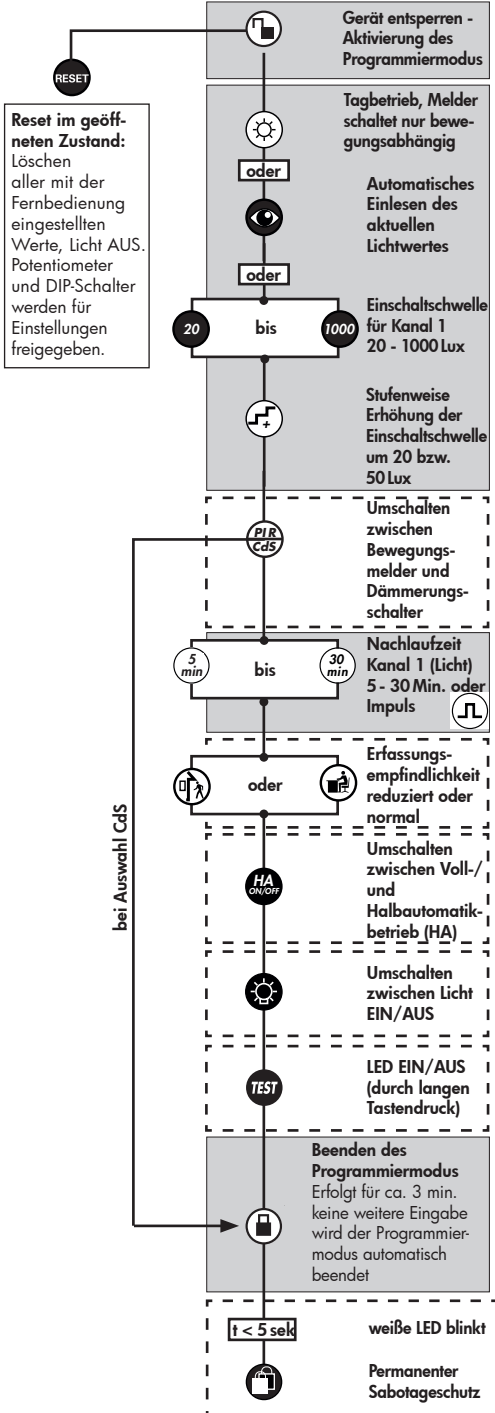 Gerät entsperren -
Aktivierung des
Programmiermodus
RESET
Reset im geöff-
neten Zustand:
Löschen
aller mit der
Fernbedienung
eingestellten
Werte, Licht AUS.
Potentiometer
und DIP-Schalter
werden für
Einstellungen
freigegeben.
Tagbetrieb, Melder
schaltet nur bewe-
gungsabhängig
oder
Automatisches
Einlesen des
aktuellen
Lichtwertes
oder
20 bis 1000
Einschaltschwelle
für Kanal 1
20 - 1000 Lux
Stufenweise
Erhöhung der
Einschaltschwelle
um 20 bzw.
50 Lux
+
PIR
CdS
Umschalten
zwischen
Bewegungs-
melder und
Dämmerungs-
schalter
5
min
bis
30
min
Nachlaufzeit
Kanal 1 (Licht)
5 - 30 Min. oder
Impuls
oder
Erfassungs-
empfindlichkeit
reduziert oder
normal
bei Auswahl CdS
HA
ON/OFF
Umschalten
zwischen Voll-/
und
Halbautomatik-
betrieb (HA)
Umschalten
zwischen Licht
EIN/AUS
TEST
LED EIN/AUS
(durch langen
Tastendruck)
Beenden des
Programmiermodus
Erfolgt für ca. 3 min.
keine weitere Eingabe
wird der Programmier-
modus automatisch
beendet
t < 5 sek
weiße LED blinkt
Permanenter
Sabotageschutz